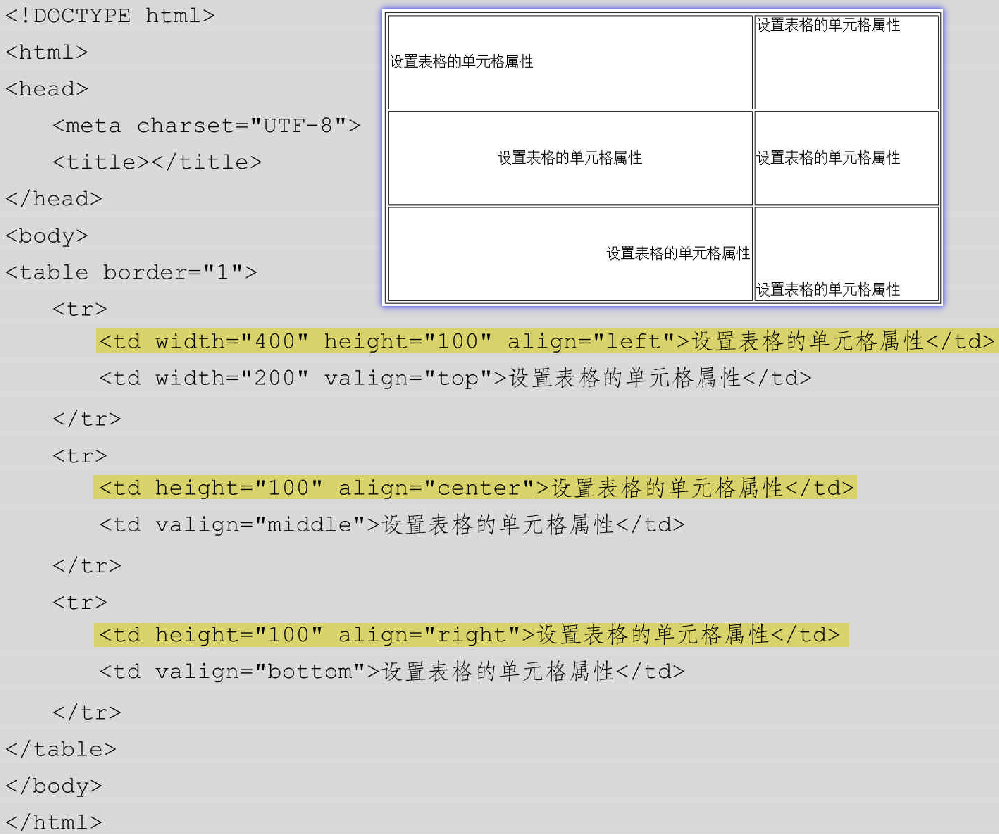 <!DOCTYPE html>
<html>
<head>
<meta charset="UTF-8">
<title></title>
</head>
<body>
<table border="1">
<tr>
<td width="400" height="100" align="left">设置表格的单元格属性</td>
<td width="200" valign="top">设置表格的单元格属性</td>
</tr>
<tr>
<td height="100" align="center">设置表格的单元格属性</td>
<td valign="middle">设置表格的单元格属性</td>
</tr>
<tr>
<td height="100" align="right">设置表格的单元格属性</td>
<td valign="bottom">设置表格的单元格属性</td>
</tr>
</table>
</body>
</html>
设置表格的单元格属性
设置表格的单元格属性
设置表格的单元格属性
设置表格的单元格属性
设置表格的单元格属性
设置表格的单元格属性